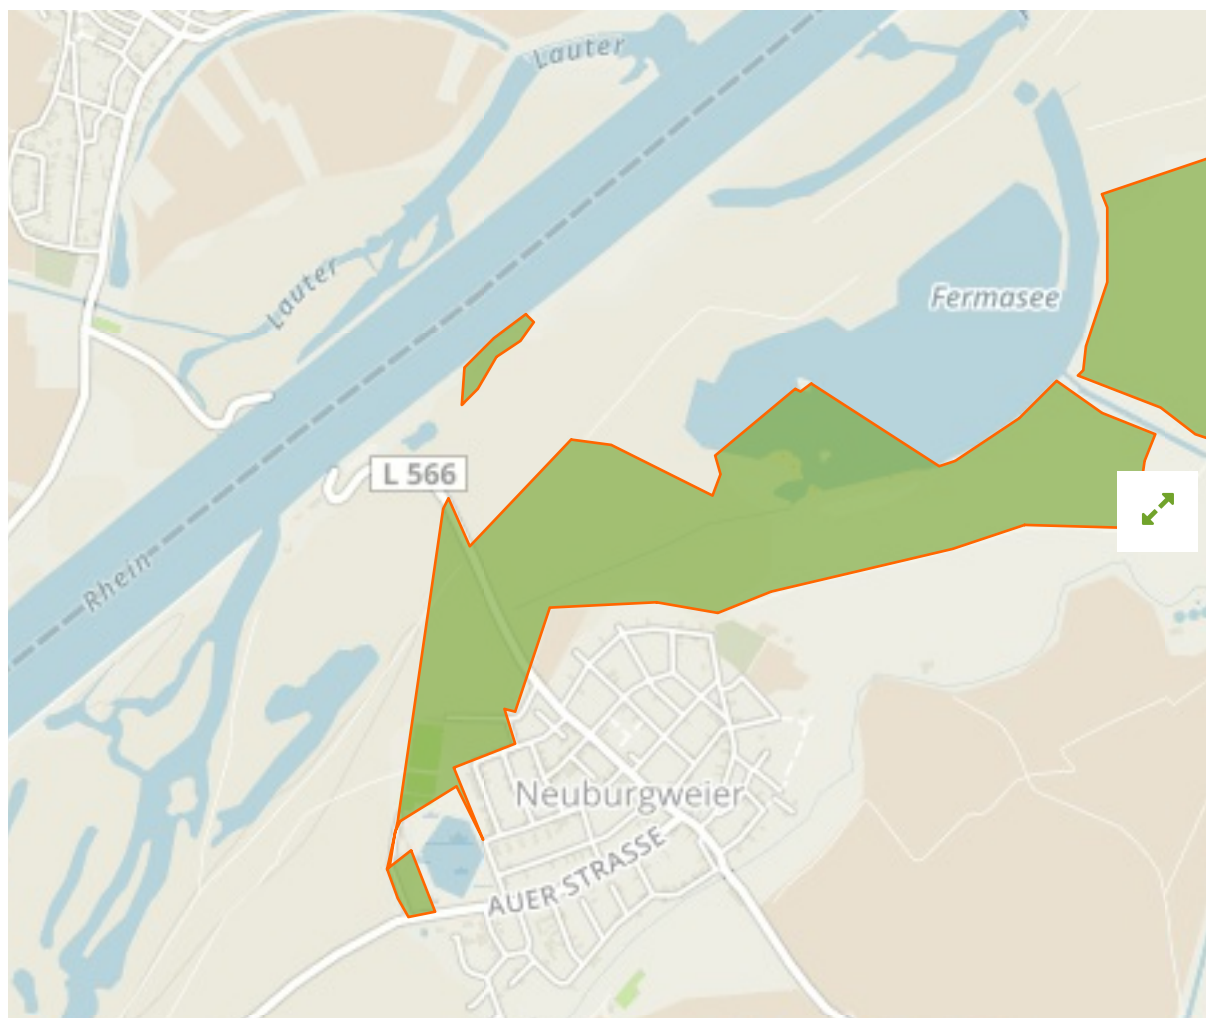 Lauter
Lauter
Fermasee
L 566
Rhein
Neuburgweier
AUER STRASSE